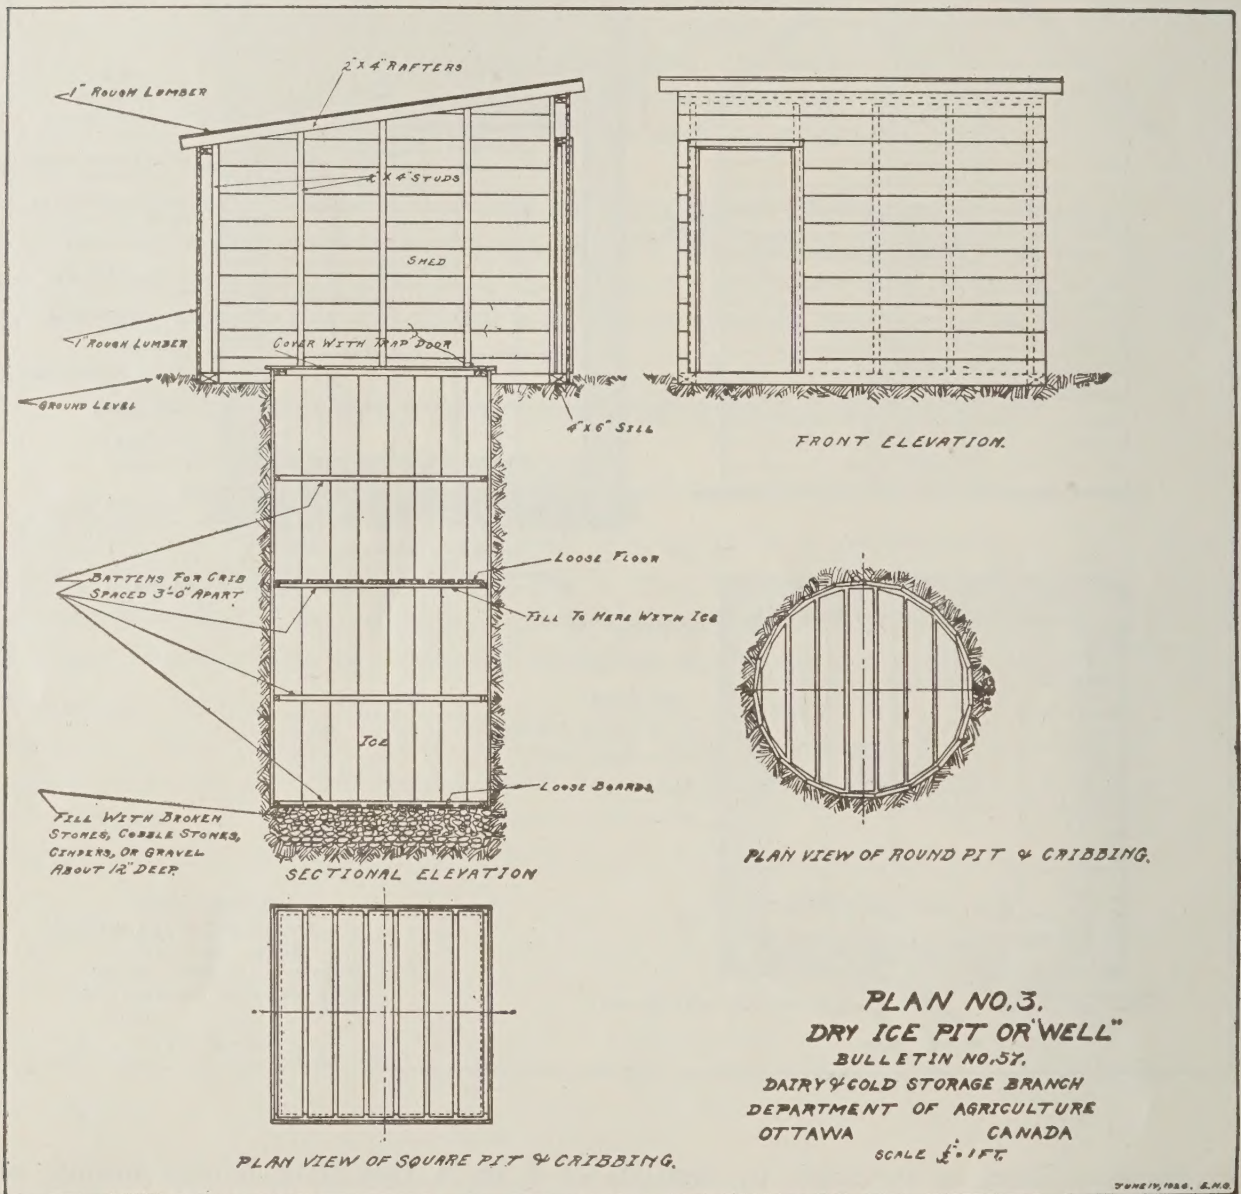 2" X 4" RAFTERS
1" ROUGH LUMBER
2" X 4" STUDS
SHED
1" ROUGH LUMBER
COVER WITH TRAP DOOR
GROUND LEVEL
4" X 6" SILL
FRONT ELEVATION.
LOOSE FLOOR
BATTENS FOR CRIB
SPACED 3'-0" APART
FILL TO HERE WITH ICE
ICE
LOOSE BOARDS
FILL WITH BROKEN
STONES, COBBLE STONES,
CINDERS, OR GRAVEL
ABOUT 12" DEEP.
SECTIONAL ELEVATION
PLAN VIEW OF ROUND PIT & CRIBBING.
PLAN VIEW OF SQUARE PIT & CRIBBING.
PLAN NO. 3.
DRY ICE PIT OR "WELL"
BULLETIN NO. 57.
DAIRY & COLD STORAGE BRANCH
DEPARTMENT OF AGRICULTURE
OTTAWA . CANADA
SCALE 1 FT.
JUNE 17, E.H.G.